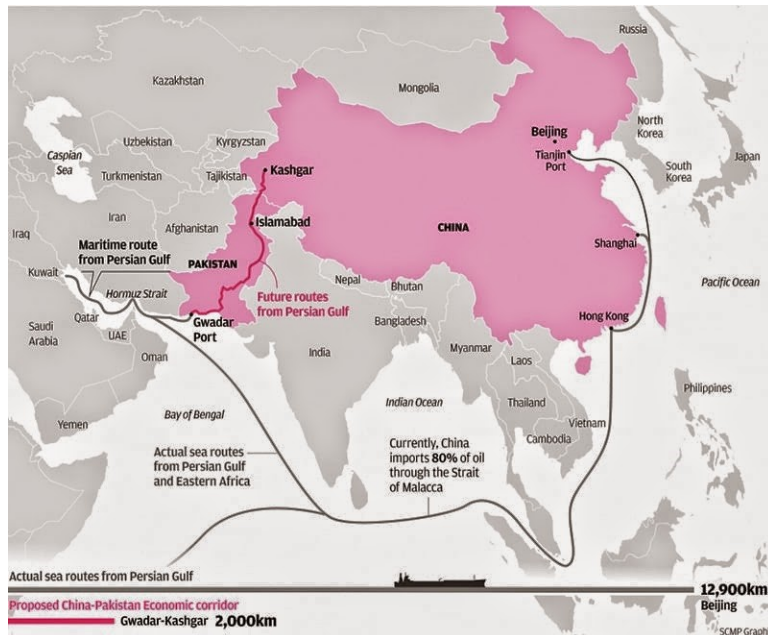 Russia
Kazakhstan
Mongolia
Caspian
Sea
Uzbekistan
Kyrgyzstan
Turkmenistan
Tajikistan
Kashgar
Beijing
Tianjin
Port
North
Korea
South
Korea
Japan
Iran
Afghanistan
Islamabad
CHINA
Iraq
Maritime route
from Persian Gulf
PAKISTAN
Shanghai
Kuwait
Hormuz Strait
Future routes
from Persian Gulf
Nepal
Bhutan
Pacific Ocean
Qatar
Gwadar
Port
Bangladesh
Hong Kong
Saudi
Arabia
UAE
Oman
India
Myanmar
Laos
Philippines
Yemen
Bay of Bengal
Indian Ocean
Thailand
Vietnam
Cambodia
Actual sea routes
from Persian Gulf
and Eastern Africa
Currently, China
imports 80% of oil
through the Strait
of Malacca
Actual sea routes from Persian Gulf
12,900km
Beijing
Proposed China-Pakistan Economic corridor
Gwadar-Kashgar 2,000km
SCMP Graphi